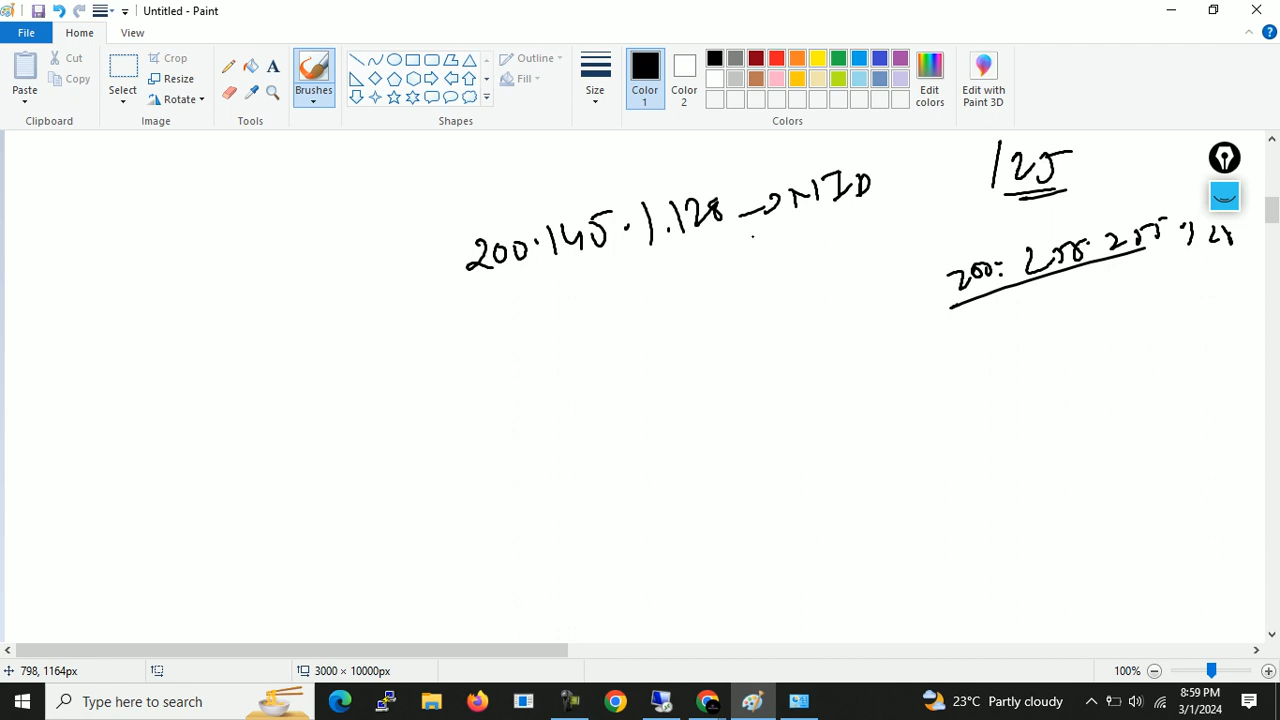 Untitled - Paint
File
Home
View
Paste
Cut
Copy
Clipboard
Select
Crop
Resize
Rotate
Image
Tools
Brushes
Shapes
Outline
Fill
Size
Color 1
Color 2
Colors
Edit colors
Edit with Paint 3D
/25
200.145.1.128 → NID
255.128
798, 1164px
3000 × 10000px
100%
Type here to search
23°C Partly cloudy
8:59 PM
3/1/2024